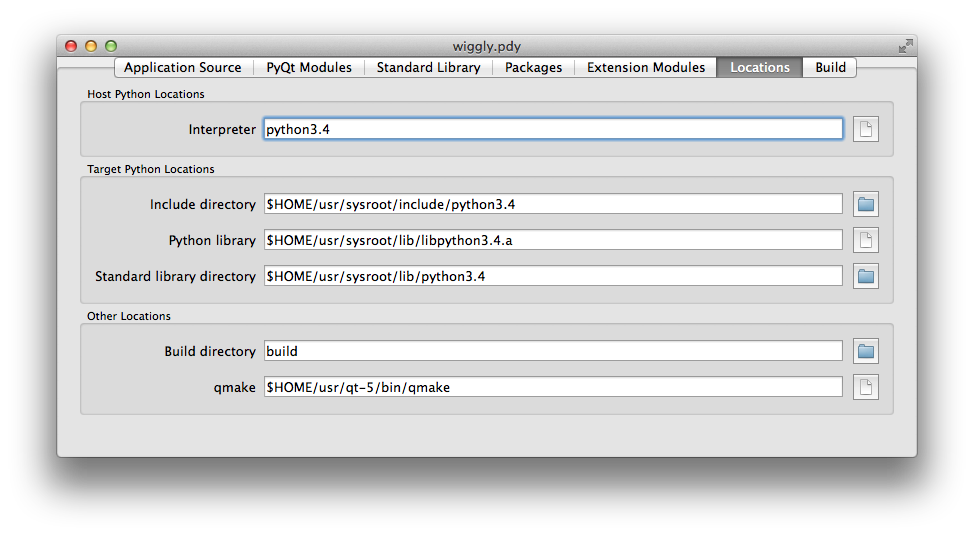 wiggly.pdy
Application Source PyQt Modules Standard Library Packages Extension Modules Locations Build
Host Python Locations
Interpreter python3.4
Target Python Locations
Include directory $HOME/usr/sysroot/include/python3.4
Python library $HOME/usr/sysroot/lib/libpython3.4.a
Standard library directory $HOME/usr/sysroot/lib/python3.4
Other Locations
Build directory build
qmake $HOME/usr/qt-5/bin/qmake